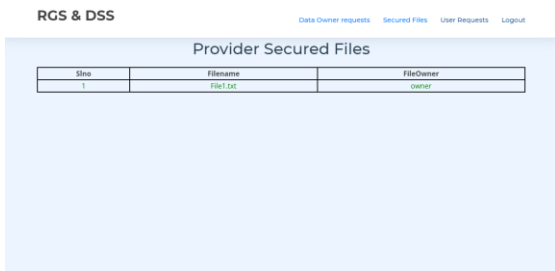 RGS & DSS
Data Owner requests Secured Files User Requests Logout
Provider Secured Files
Slno Filename FileOwner
1 File1.txt owner